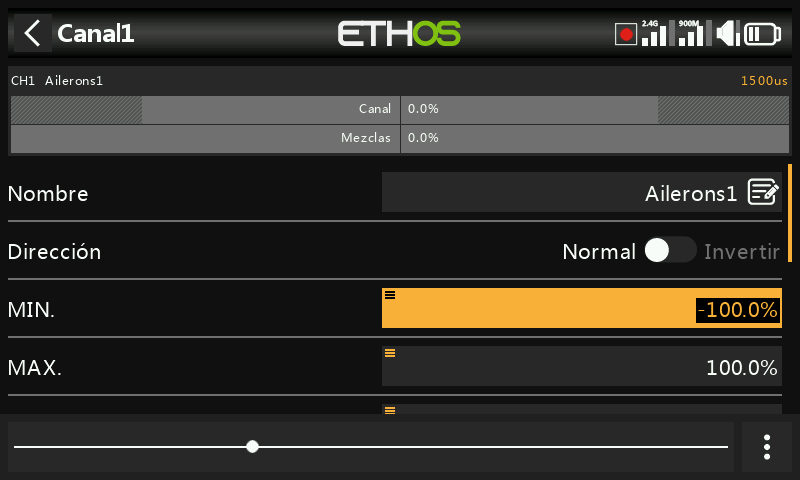 Canal1
ETHOS
2.4G
900M
CH1 Ailerons1
1500us
Canal 0.0%
Mezclas 0.0%
Nombre
Ailerons1
Dirección
Normal Invertir
MIN.
-100.0%
MAX.
100.0%